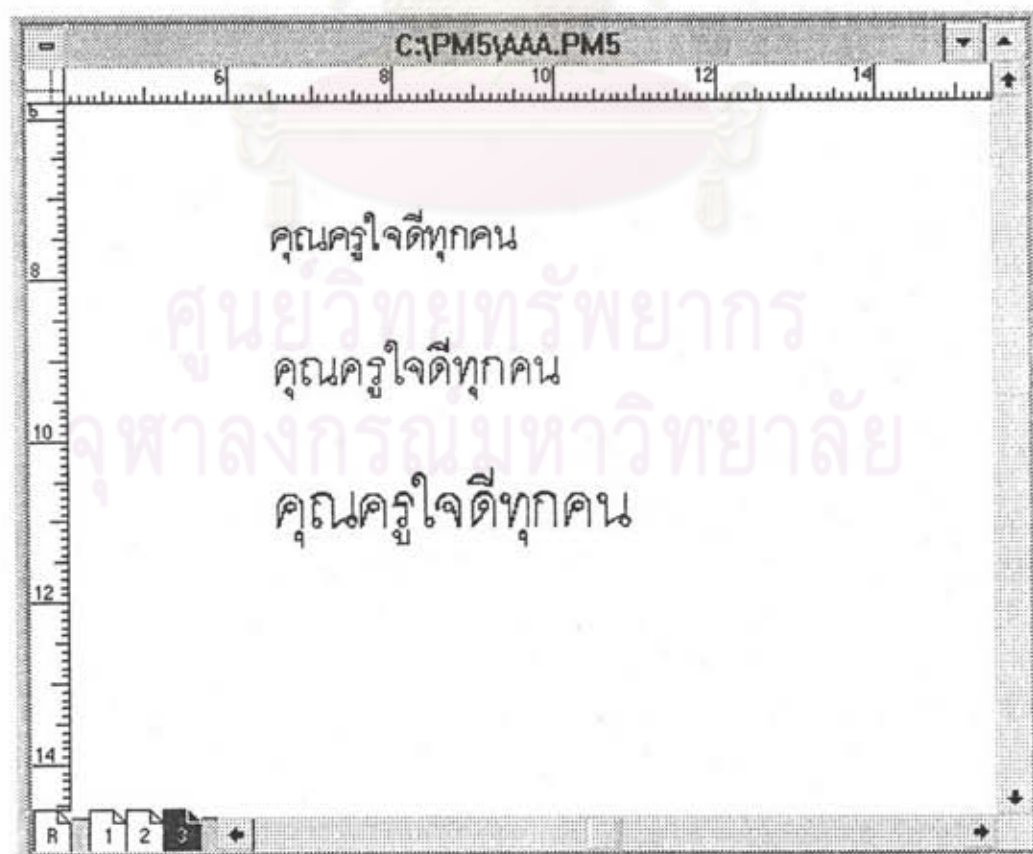 C:\PM5\AAA.PM5
6 8 10 12 14
6
คุณครูใจดีทุกคน
8
ศูนย์วิทยทรัพยากร
คุณครูใจดีทุกคน
10
จุฬาลงกรณ์มหาวิทยาลัย
คุณครูใจดีทุกคน
12
14
R 1 2 3